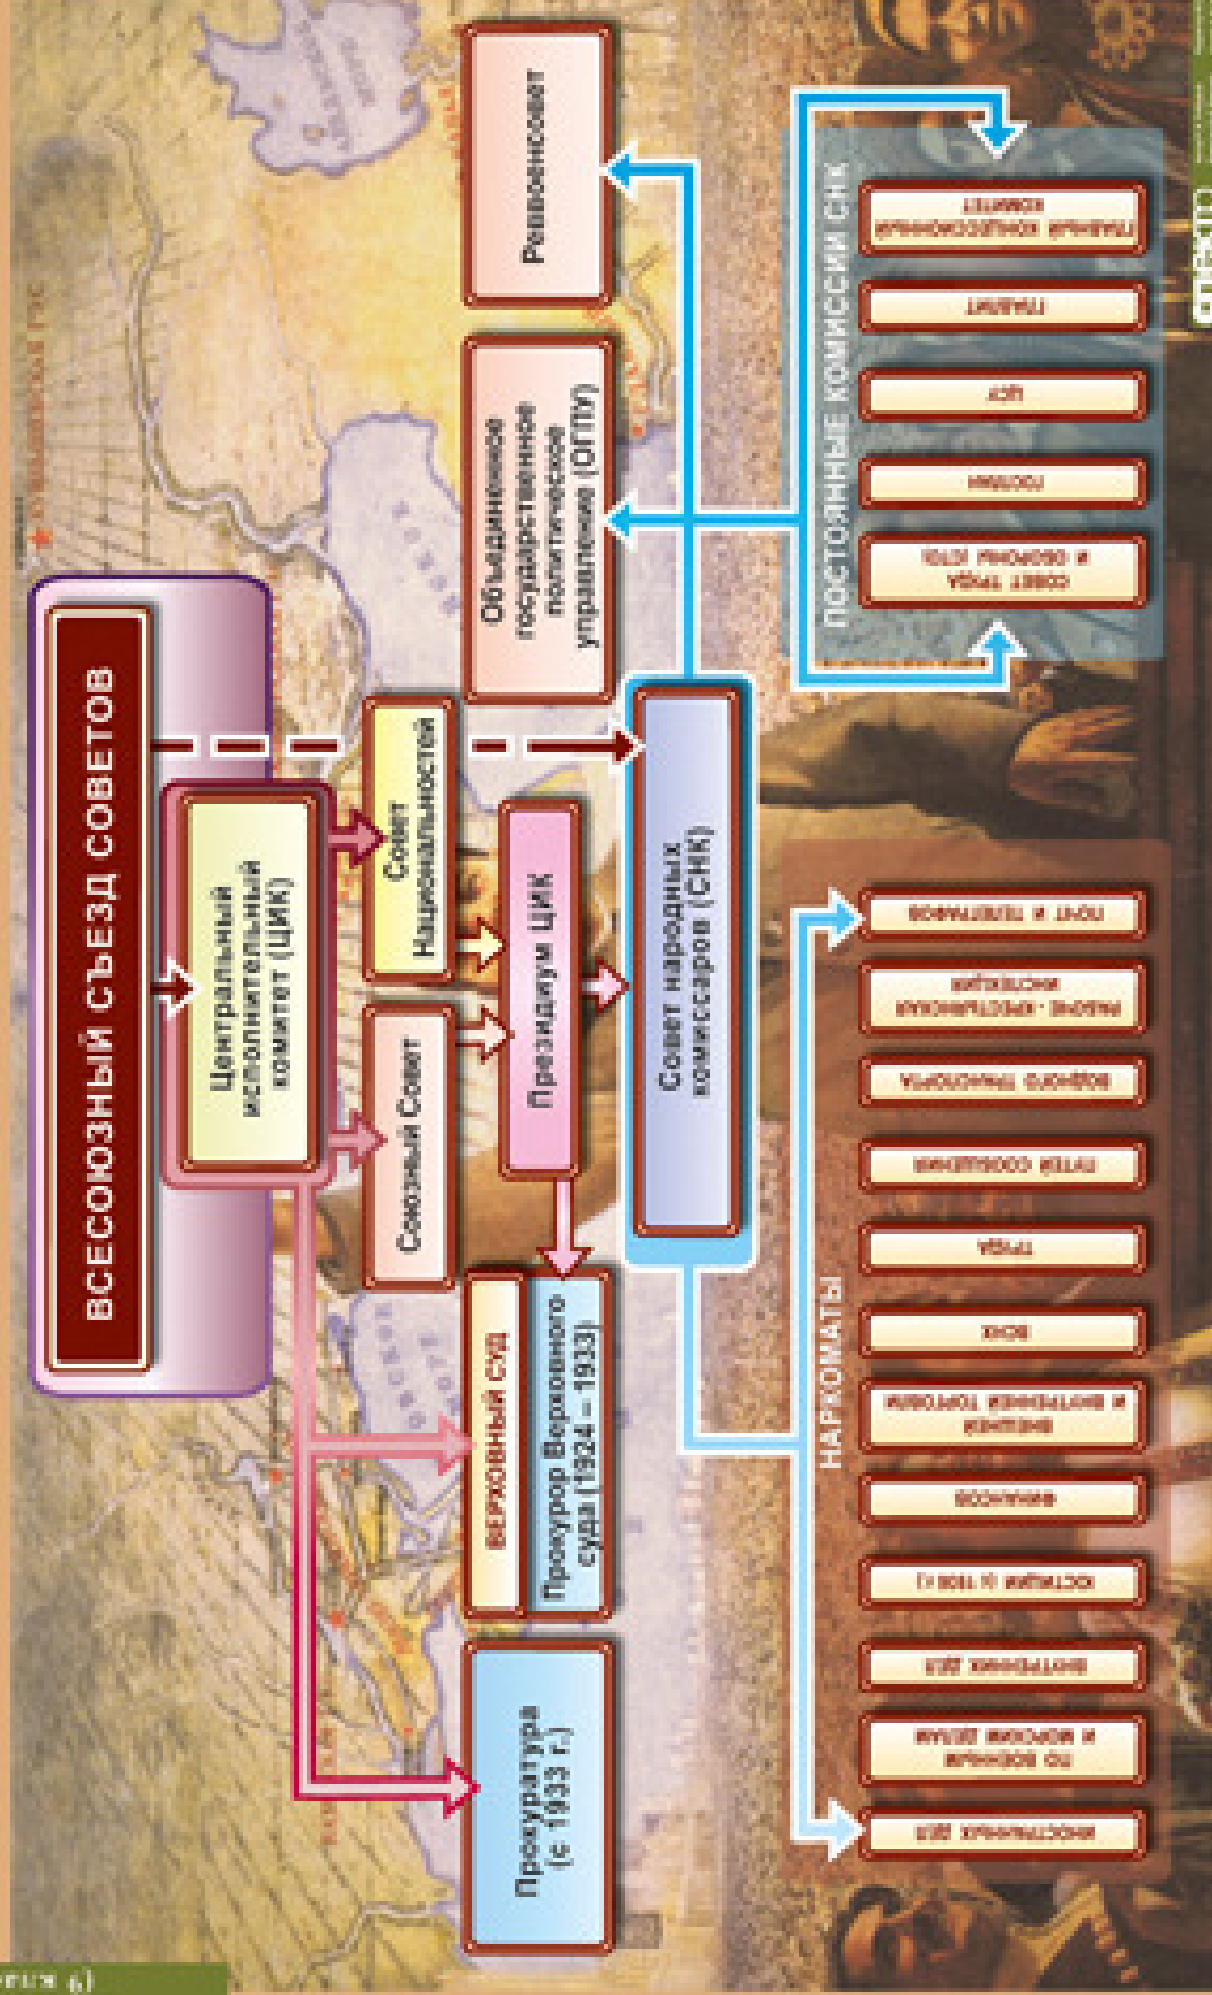 ВСЕСОЮЗНЫЙ СЪЕЗД СОВЕТОВ
Центральный
исполнительный
комитет (ЦИК)
Союзный Совет
Совет
Национальностей
Президиум ЦИК
Прокуратура
(с 1933 г.)
ВЕРХОВНЫЙ СУД
Прокурор Верховного
суда (1924 – 1933)
Объединенное
государственное
политическое
управление (ОГПУ)
Реввоенсовет
Совет народных
комиссаров (СНК)
НАРКОМАТЫ
ИНОСТРАННЫХ ДЕЛ
ПО ВОЕННЫМ
И МОРСКИМ ДЕЛАМ
ВНУТРЕННИХ ДЕЛ
ЮСТИЦИИ (с 1936 г.)
ФИНАНСОВ
ВНЕШНЕЙ
И ВНУТРЕННЕЙ ТОРГОВЛИ
ВСНХ
ТРУДА
ПУТЕЙ СООБЩЕНИЯ
ВОДНОГО ТРАНСПОРТА
РАБОЧЕ - КРЕСТЬЯНСКАЯ
ИНСПЕКЦИЯ
ПОЧТ И ТЕЛЕГРАФОВ
ПОСТОЯННЫЕ КОМИССИИ СНК
СОВЕТ ТРУДА
И ОБОРОНЫ (СТО)
ГОСПЛАН
ЦСУ
ГЛАВЛИТ
ГЛАВНЫЙ КОНЦЕССИОННЫЙ
КОМИТЕТ